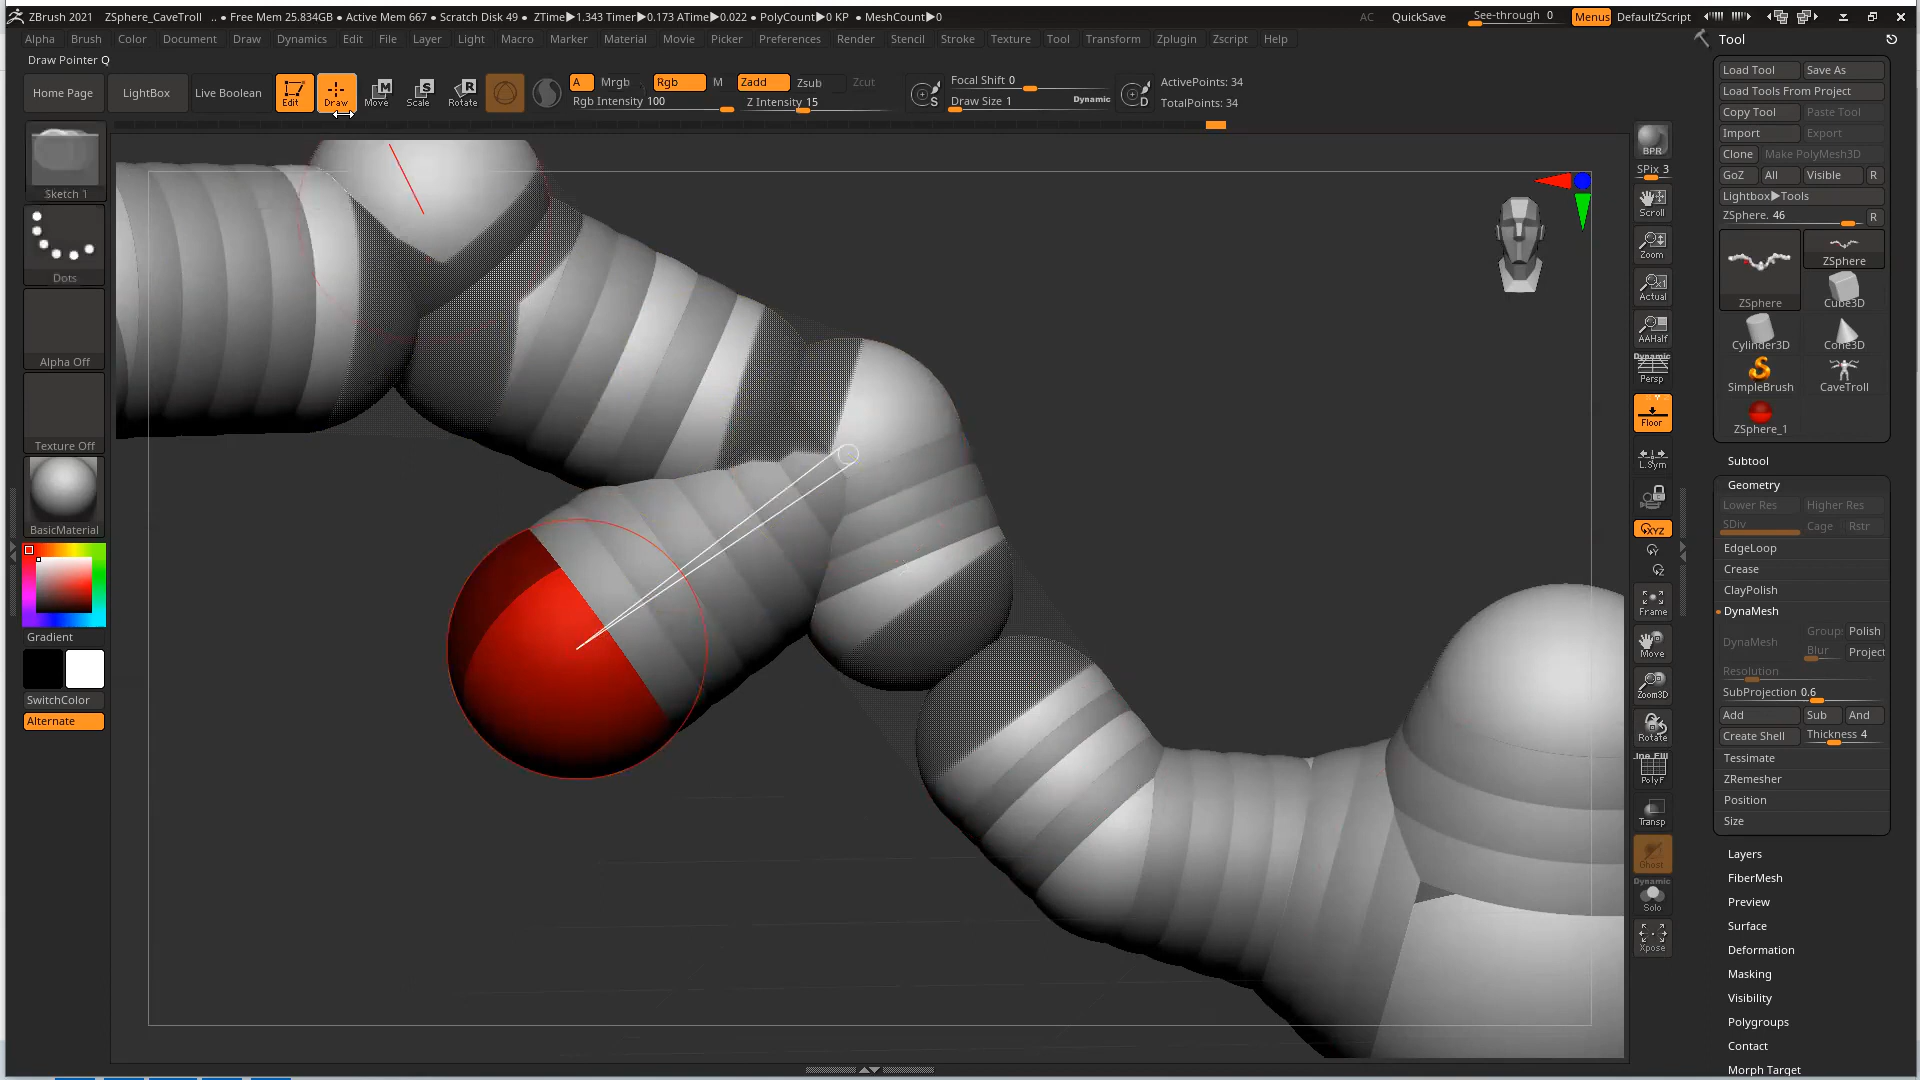 ZBrush 2021 ZSphere_CaveTroll .. • Free Mem 25.834GB • Active Mem 667 • Scratch Disk 49 • ZTime▶1.343 Timer▶0.173 ATime▶0.022 • PolyCount▶0 KP • MeshCount▶0 AC QuickSave See-through 0 Menus DefaultZScript
Alpha Brush Color Document Draw Dynamics Edit File Layer Light Macro Marker Material Movie Picker Preferences Render Stencil Stroke Texture Tool Transform Zplugin Zscript Help
Draw Pointer Q
Home Page LightBox Live Boolean Edit Draw Move Scale Rotate
A Mrgb Rgb M Zadd Zsub Zcut
Rgb Intensity 100 Z Intensity 15
Focal Shift 0
Draw Size 1 Dynamic
ActivePoints: 34
TotalPoints: 34
Sketch 1
Dots
Alpha Off
Texture Off
BasicMaterial
Gradient
SwitchColor
Alternate
BPR
SPix 3
Scroll
Zoom
Actual
AAHalf
Dynamic
Persp
Floor
L.Sym
XYZ
Y
Z
Frame
Move
Zoom3D
Rotate
Line Fill
PolyF
Transp
Ghost
Dynamic
Solo
Xpose
Tool
Load Tool Save As
Load Tools From Project
Copy Tool Paste Tool
Import Export
Clone Make PolyMesh3D
GoZ All Visible R
Lightbox▶Tools
ZSphere. 46 R
ZSphere ZSphere
Cube3D
Cylinder3D Cone3D
SimpleBrush CaveTroll
ZSphere_1
Subtool
Geometry
Lower Res Higher Res
SDiv Cage Rstr
EdgeLoop
Crease
ClayPolish
DynaMesh
DynaMesh Group: Polish
Blur Project
Resolution
SubProjection 0.6
Add Sub And
Create Shell Thickness 4
Tessimate
ZRemesher
Position
Size
Layers
FiberMesh
Preview
Surface
Deformation
Masking
Visibility
Polygroups
Contact
Morph Target